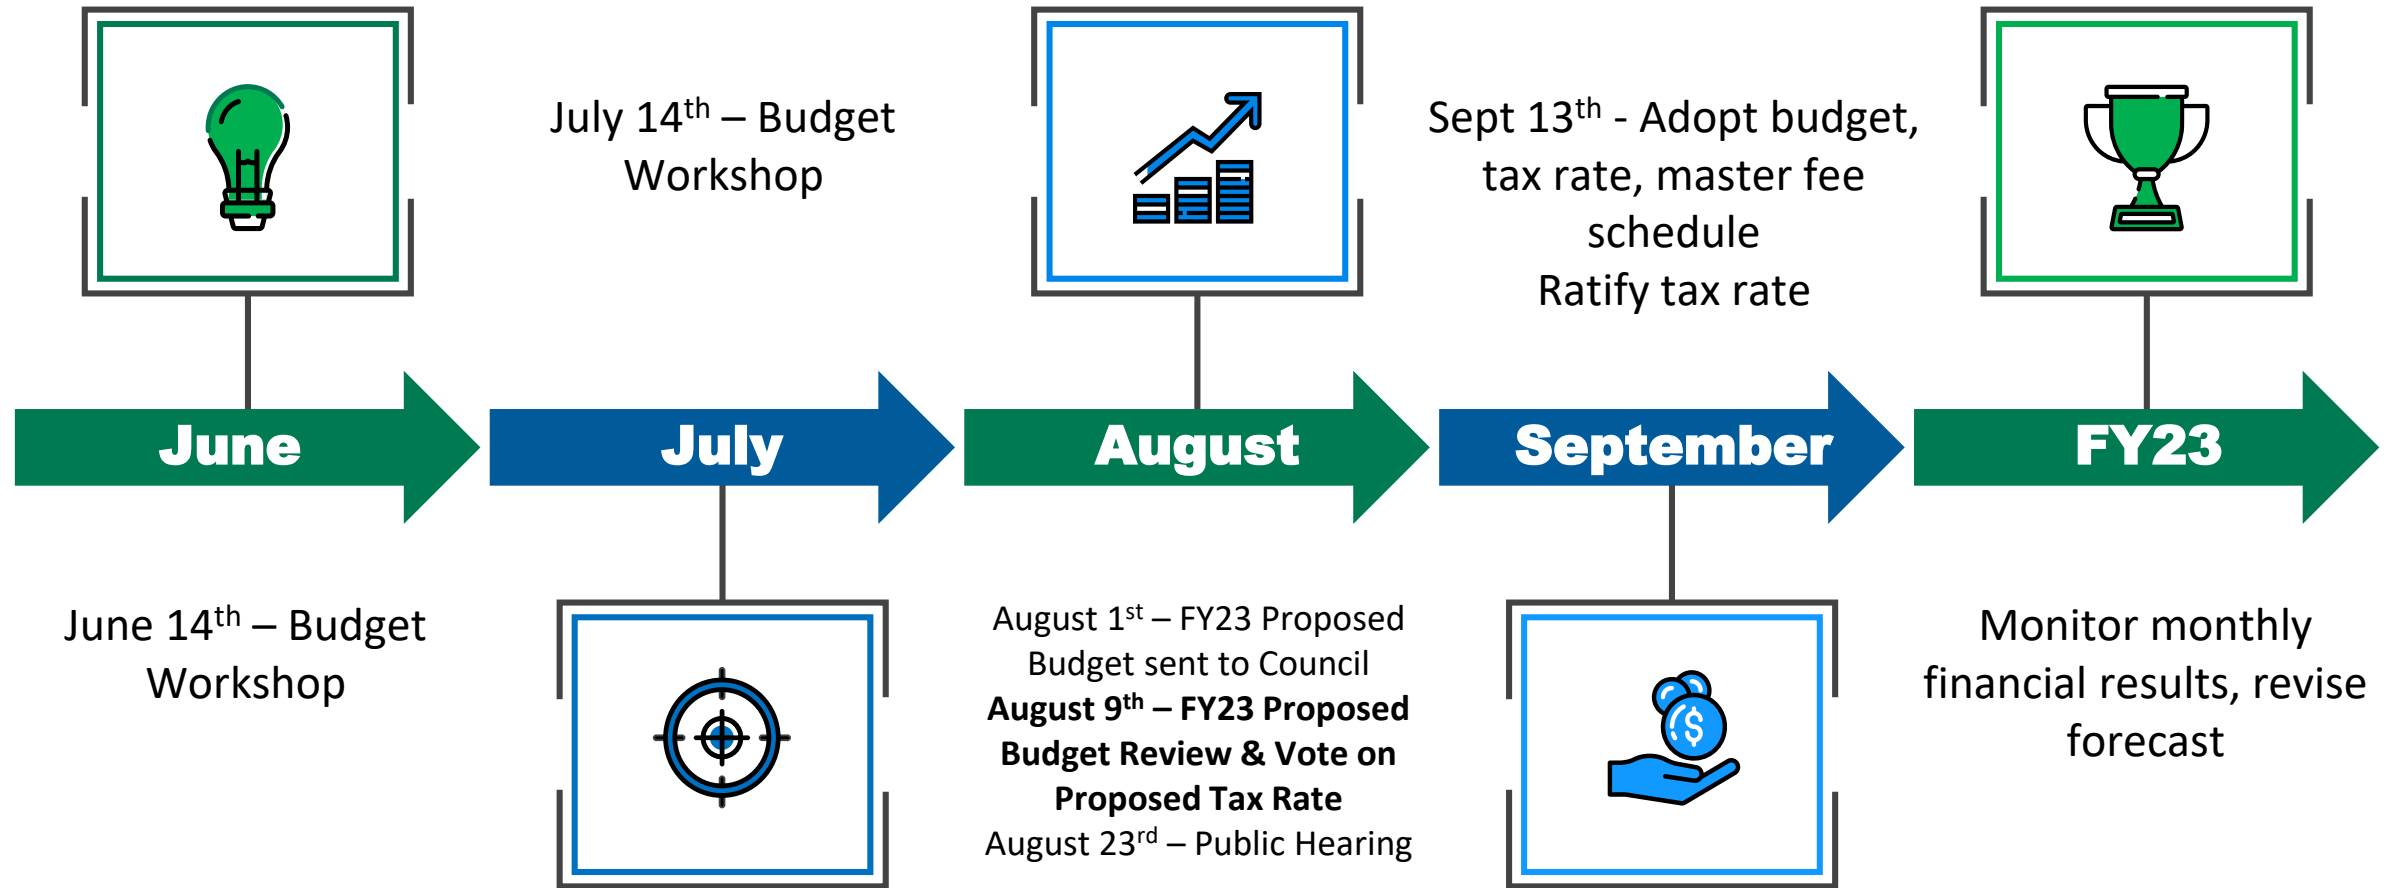 July 14th – Budget
Workshop
Sept 13th - Adopt budget,
tax rate, master fee
schedule
Ratify tax rate
June
July
August
September
FY23
June 14th – Budget
Workshop
August 1st – FY23 Proposed
Budget sent to Council
August 9th – FY23 Proposed
Budget Review & Vote on
Proposed Tax Rate
August 23rd – Public Hearing
$
Monitor monthly
financial results, revise
forecast